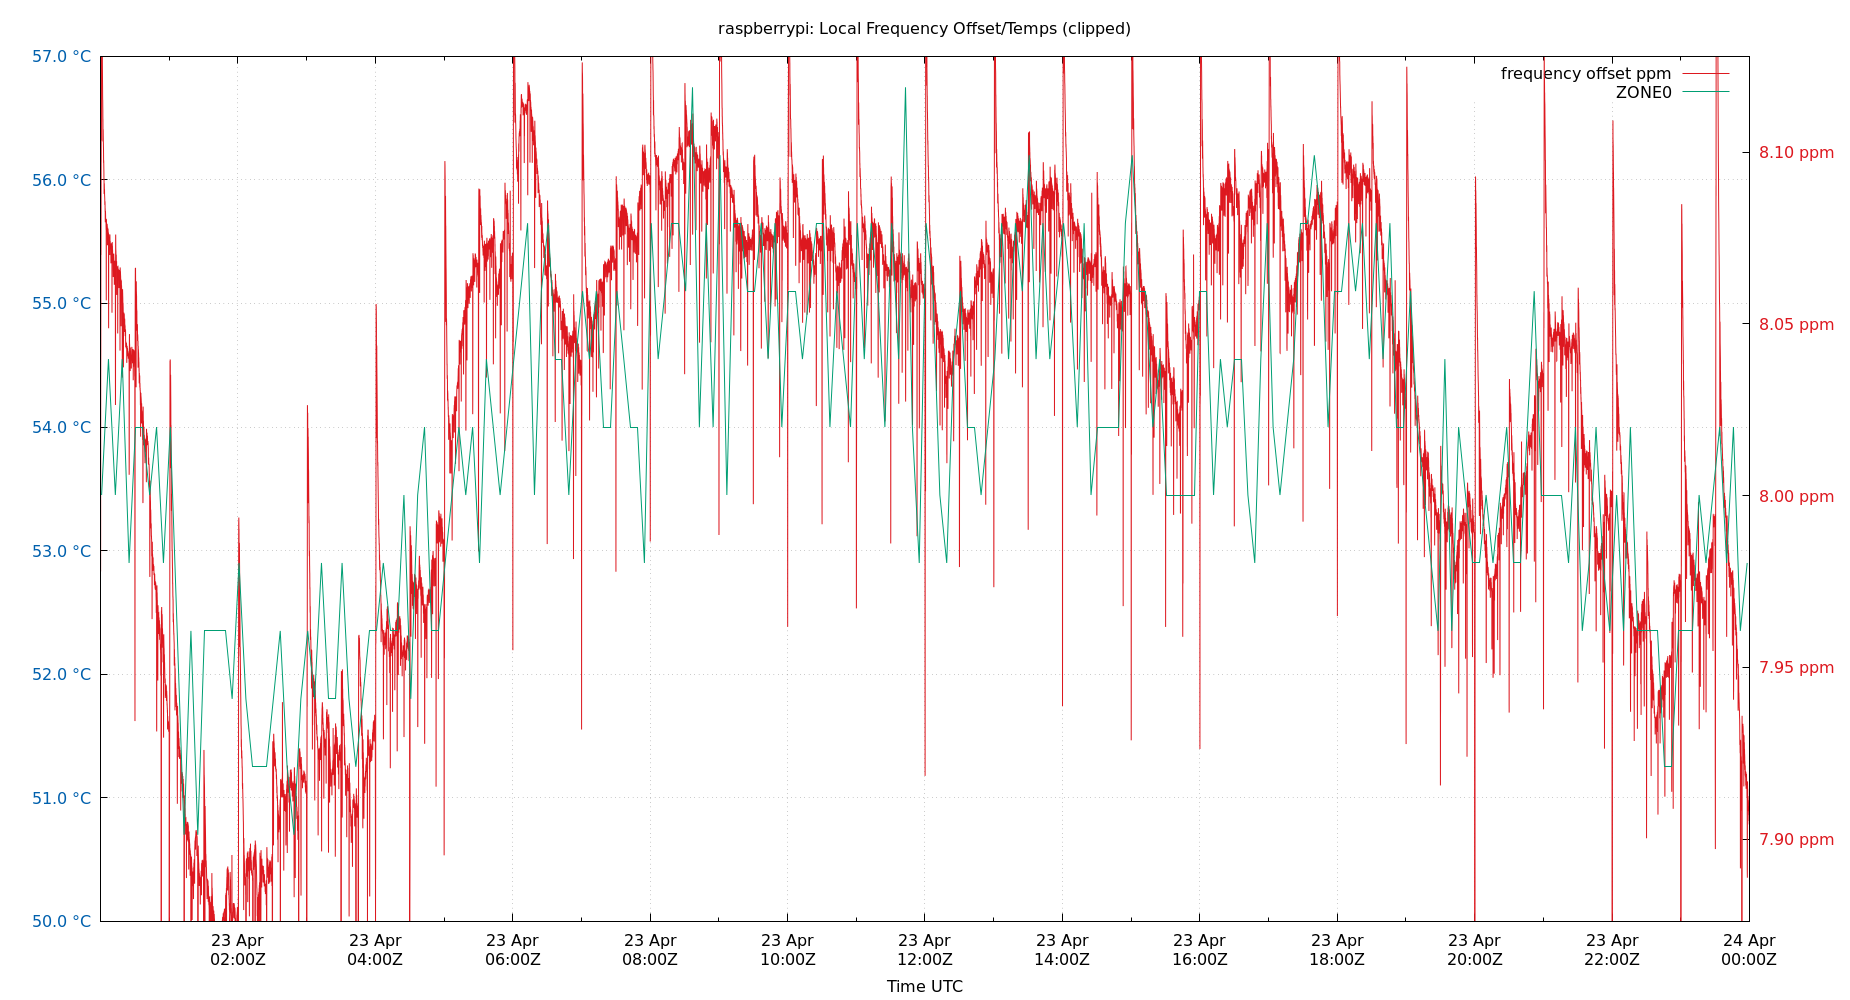 raspberrypi: Local Frequency Offset/Temps (clipped)
57.0 °C
56.0 °C
55.0 °C
54.0 °C
53.0 °C
52.0 °C
51.0 °C
50.0 °C
frequency offset ppm
ZONE0
8.10 ppm
8.05 ppm
8.00 ppm
7.95 ppm
7.90 ppm
23 Apr 23 Apr 23 Apr 23 Apr 23 Apr 23 Apr 23 Apr 23 Apr 23 Apr 23 Apr 23 Apr 24 Apr
02:00Z 04:00Z 06:00Z 08:00Z 10:00Z 12:00Z 14:00Z 16:00Z 18:00Z 20:00Z 22:00Z 00:00Z
Time UTC